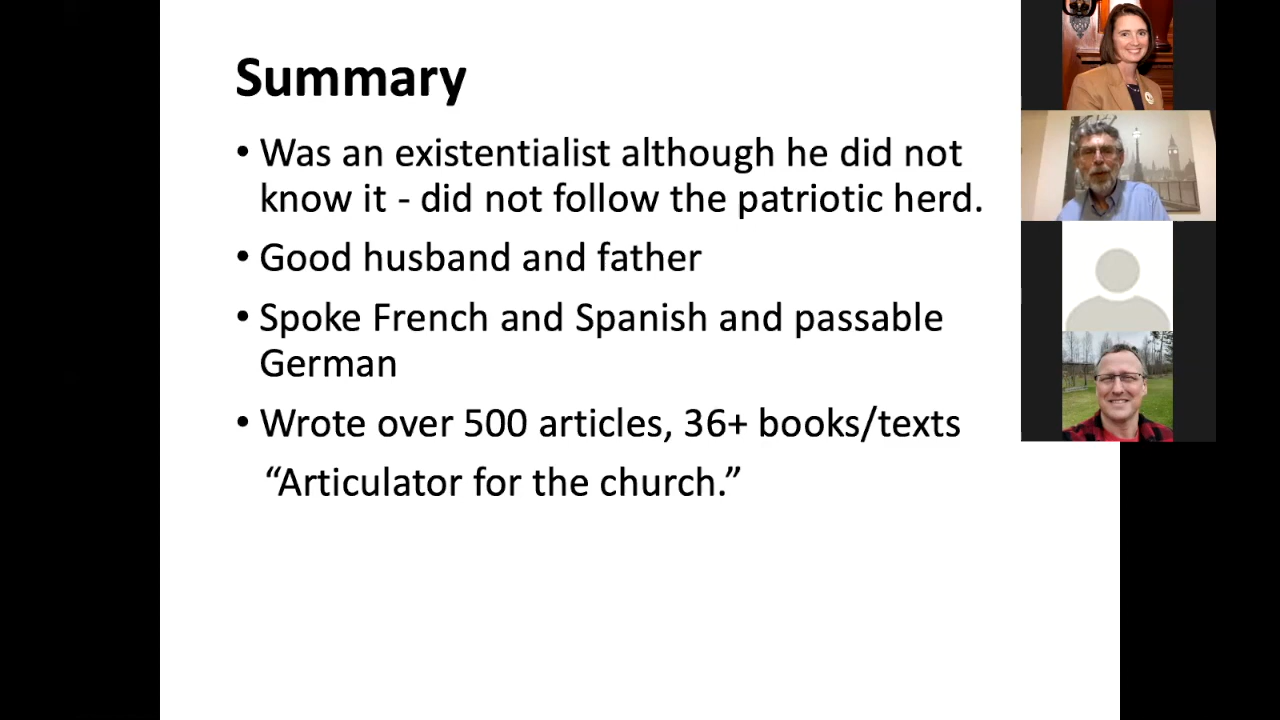 Summary
• Was an existentialist although he did not
know it - did not follow the patriotic herd.
• Good husband and father
• Spoke French and Spanish and passable
German
• Wrote over 500 articles, 36+ books/texts
“Articulator for the church.”